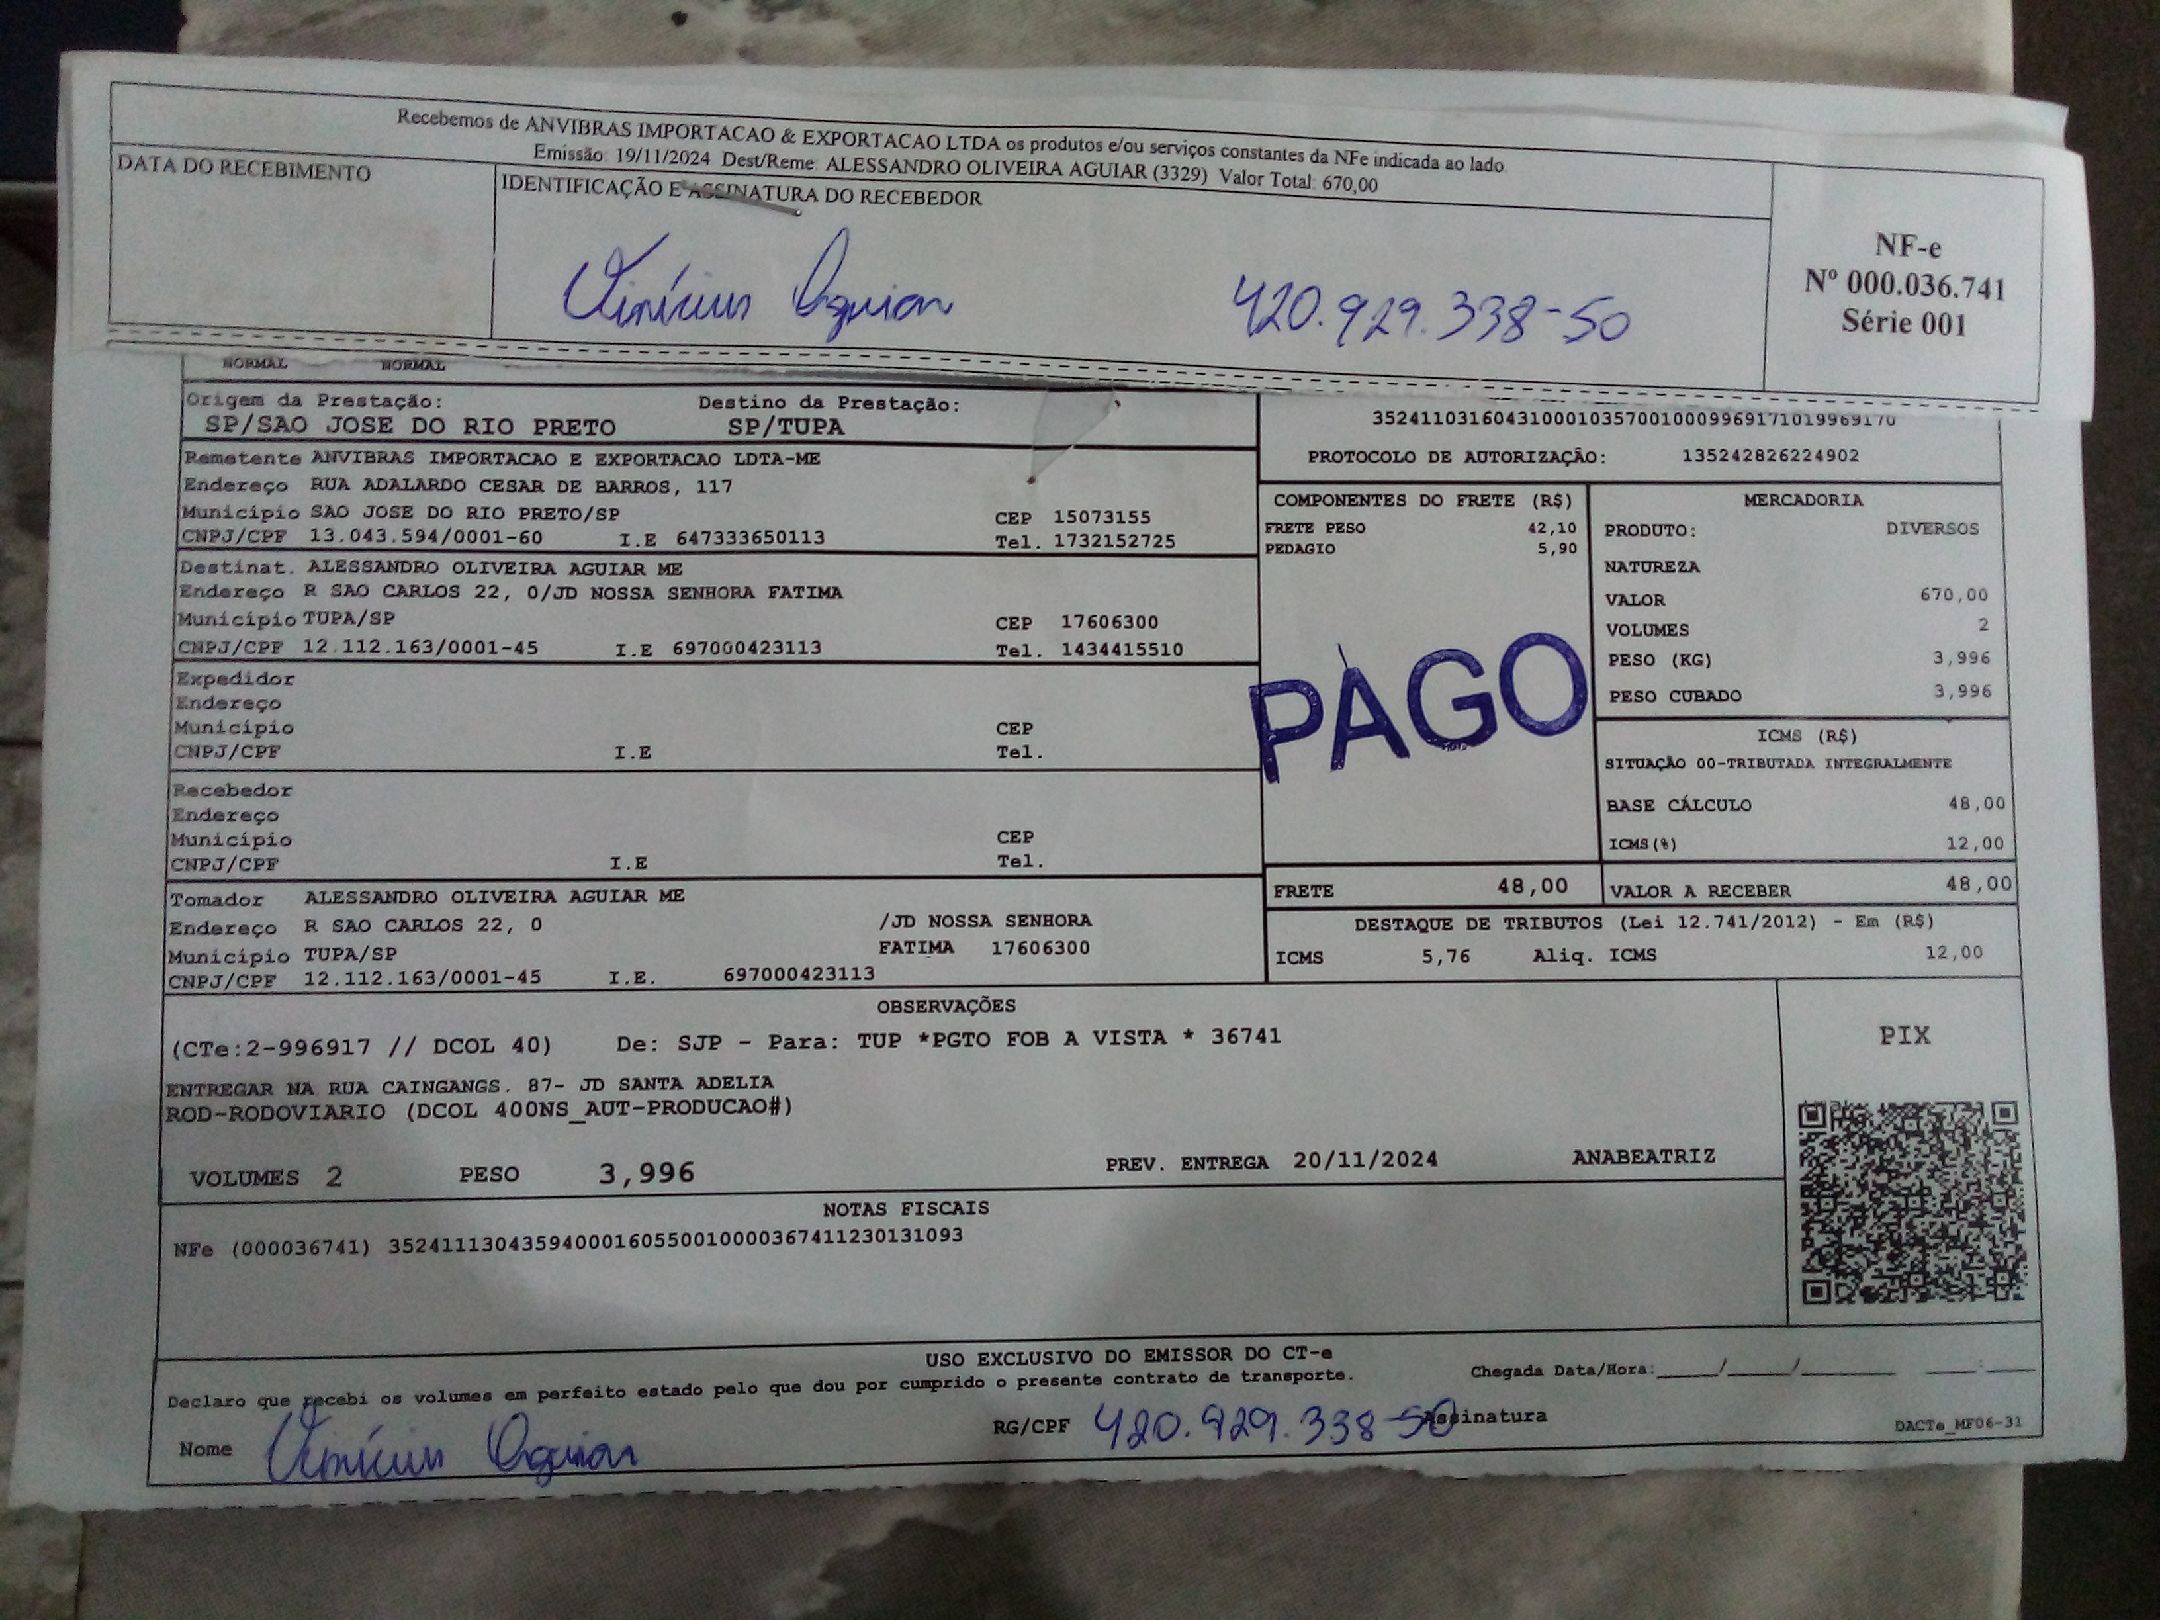 Recebemos de ANVIBRAS IMPORTACAO & EXPORTACAO LTDA os produtos e/ou serviços constantes da NFe indicada ao lado
Emissão: 19/11/2024 Dest/Reme: ALESSANDRO OLIVEIRA AGUIAR (3329) Valor Total: 670,00
DATA DO RECEBIMENTO
IDENTIFICAÇÃO E ASSINATURA DO RECEBEDOR
Vinícius Aguiar 420.929.338-50
NF-e
Nº 000.036.741
Série 001
NORMAL NORMAL
Origem da Prestação: Destino da Prestação:
SP/SAO JOSE DO RIO PRETO SP/TUPA
35241103160431000103570010009969171019969170
PROTOCOLO DE AUTORIZAÇÃO: 135242826224902
Remetente ANVIBRAS IMPORTACAO E EXPORTACAO LDTA-ME
Endereço RUA ADALARDO CESAR DE BARROS, 117
Município SAO JOSE DO RIO PRETO/SP CEP 15073155
CNPJ/CPF 13.043.594/0001-60 I.E 647333650113 Tel. 1732152725
Destinat. ALESSANDRO OLIVEIRA AGUIAR ME
Endereço R SAO CARLOS 22, 0/JD NOSSA SENHORA FATIMA
Município TUPA/SP CEP 17606300
CNPJ/CPF 12.112.163/0001-45 I.E 697000423113 Tel. 1434415510
Expedidor
Endereço
Município CEP
CNPJ/CPF I.E Tel.
Recebedor
Endereço
Município CEP
CNPJ/CPF I.E Tel.
Tomador ALESSANDRO OLIVEIRA AGUIAR ME
Endereço R SAO CARLOS 22, 0 /JD NOSSA SENHORA
Município TUPA/SP FATIMA 17606300
CNPJ/CPF 12.112.163/0001-45 I.E. 697000423113
COMPONENTES DO FRETE (R$)
FRETE PESO 42,10
PEDAGIO 5,90
PAGO
FRETE 48,00
MERCADORIA
PRODUTO: DIVERSOS
NATUREZA
VALOR 670,00
VOLUMES 2
PESO (KG) 3,996
PESO CUBADO 3,996
ICMS (R$)
SITUAÇÃO 00-TRIBUTADA INTEGRALMENTE
BASE CÁLCULO 48,00
ICMS(%) 12,00
VALOR A RECEBER 48,00
DESTAQUE DE TRIBUTOS (Lei 12.741/2012) - Em (R$)
ICMS 5,76 Aliq. ICMS 12,00
OBSERVAÇÕES
(CTe:2-996917 // DCOL 40) De: SJP - Para: TUP *PGTO FOB A VISTA * 36741
ENTREGAR NA RUA CAINGANGS. 87- JD SANTA ADELIA
ROD-RODOVIARIO (DCOL 400NS_AUT-PRODUCAO#)
VOLUMES 2 PESO 3,996 PREV. ENTREGA 20/11/2024 ANABEATRIZ
PIX
NOTAS FISCAIS
NFe (000036741) 35241113043594000160550010000367411230131093
USO EXCLUSIVO DO EMISSOR DO CT-e
Declaro que recebi os volumes em perfeito estado pelo que dou por cumprido o presente contrato de transporte. Chegada Data/Hora:____/____/____ ___:___
Nome Vinícius Aguiar RG/CPF 420.929.338-50 Assinatura
DACTe_MF06-31